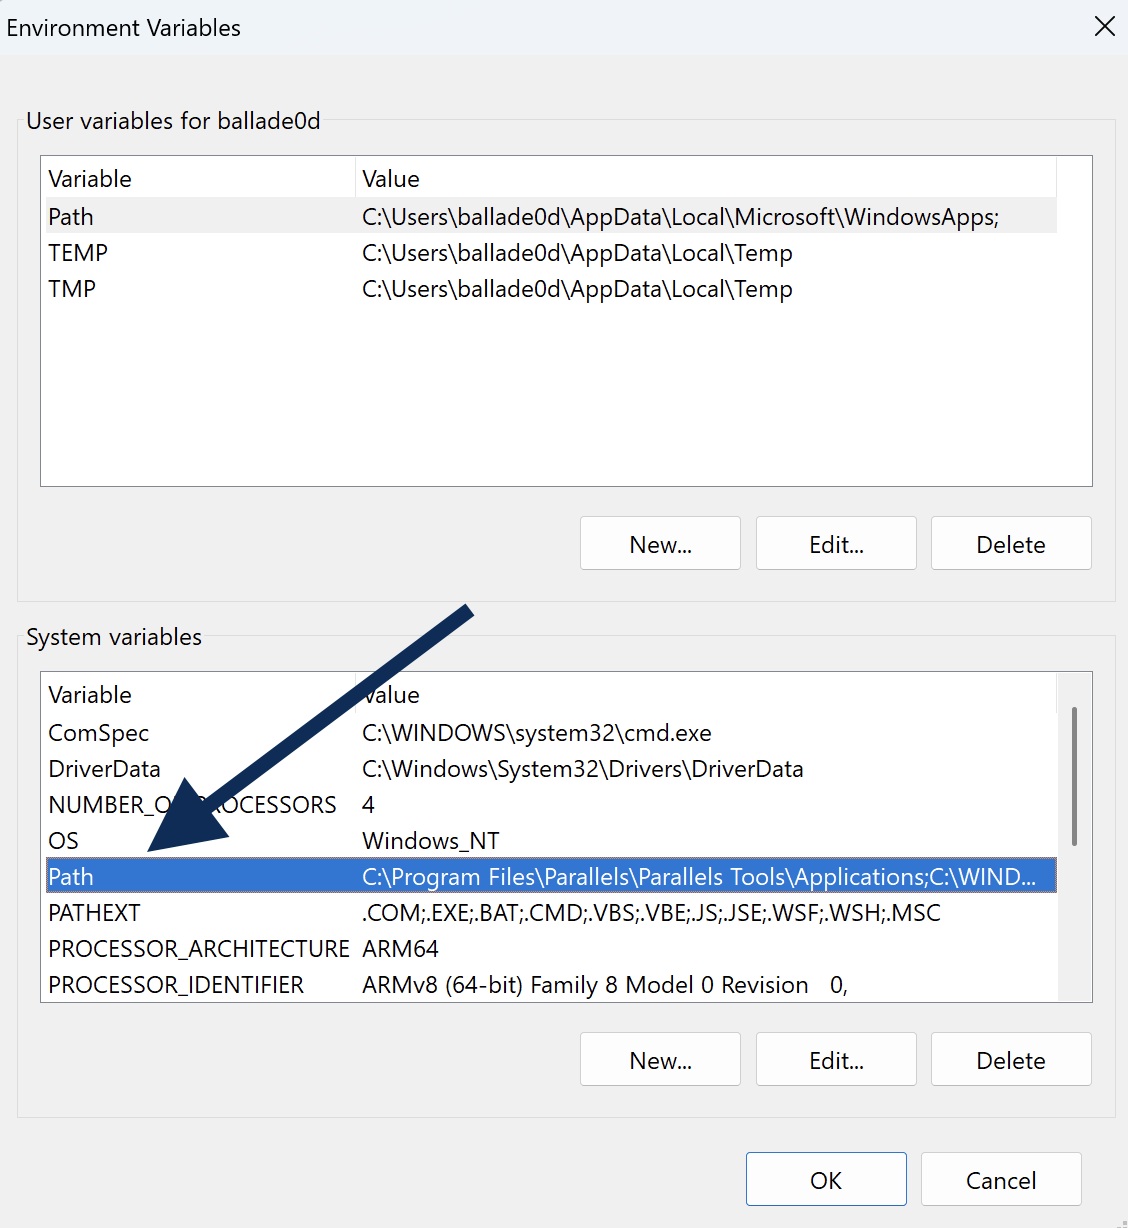 Environment Variables
User variables for ballade0d
Variable Value
Path C:\Users\ballade0d\AppData\Local\Microsoft\WindowsApps;
TEMP C:\Users\ballade0d\AppData\Local\Temp
TMP C:\Users\ballade0d\AppData\Local\Temp
New... Edit... Delete
System variables
Variable Value
ComSpec C:\WINDOWS\system32\cmd.exe
DriverData C:\Windows\System32\Drivers\DriverData
NUMBER_OF_PROCESSORS 4
OS Windows_NT
Path C:\Program Files\Parallels\Parallels Tools\Applications;C:\WIND...
PATHEXT .COM;.EXE;.BAT;.CMD;.VBS;.VBE;.JS;.JSE;.WSF;.WSH;.MSC
PROCESSOR_ARCHITECTURE ARM64
PROCESSOR_IDENTIFIER ARMv8 (64-bit) Family 8 Model 0 Revision 0,
New... Edit... Delete
OK Cancel